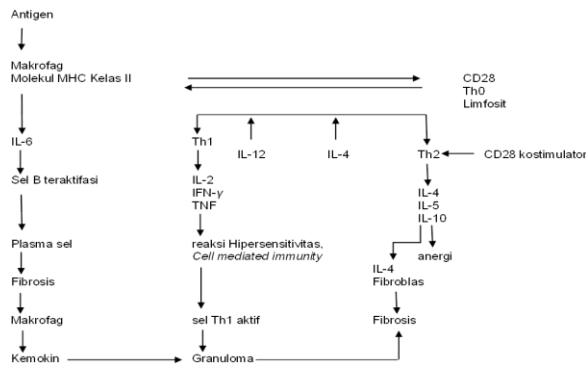 Antigen
Makrofag
Molekul MHC Kelas II
CD28
Th0
Limfosit
IL-6
Th1
IL-12
IL-4
Th2
CD28 kostimulator
Sel B teraktifasi
IL-2
IFN-γ
TNF
IL-4
IL-5
IL-10
Plasma sel
reaksi Hipersensitivitas,
Cell mediated immunity
anergi
IL-4
Fibroblas
Fibrosis
Makrofag
sel Th1 aktif
Fibrosis
Kemokin
Granuloma